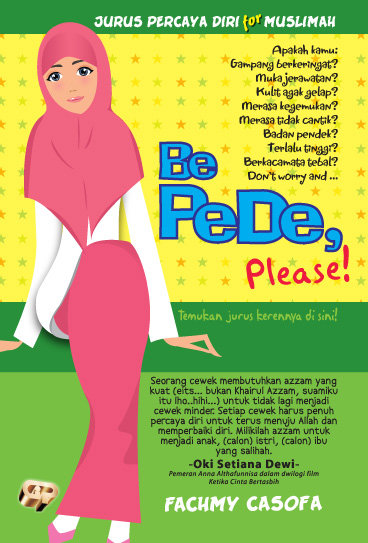 JURUS PERCAYA DIRI for MUSLIMAH
Apakah kamu:
Gampang berkeringat?
Muka jerawatan?
Kulit agak gelap?
Merasa kegemukan?
Merasa tidak cantik?
Badan pendek?
Terlalu tinggi?
Berkacamata tebal?
Don't worry and ...
Be
PeDe,
Please!
Temukan jurus kerennya di sini!
Seorang cewek membutuhkan azzam yang
kuat (eits... bukan Khairul Azzam, suamiku
itu lho..hihi...) untuk tidak lagi menjadi
cewek minder. Setiap cewek harus penuh
percaya diri untuk terus menuju Allah dan
memperbaiki diri. Milikilah azzam untuk
menjadi anak, (calon) istri, (calon) ibu
yang salihah.
-Oki Setiana Dewi-
Pemeran Anna Althafunnisa dalam dwilogi film
Ketika Cinta Bertasbih
FACHMY CASOFA